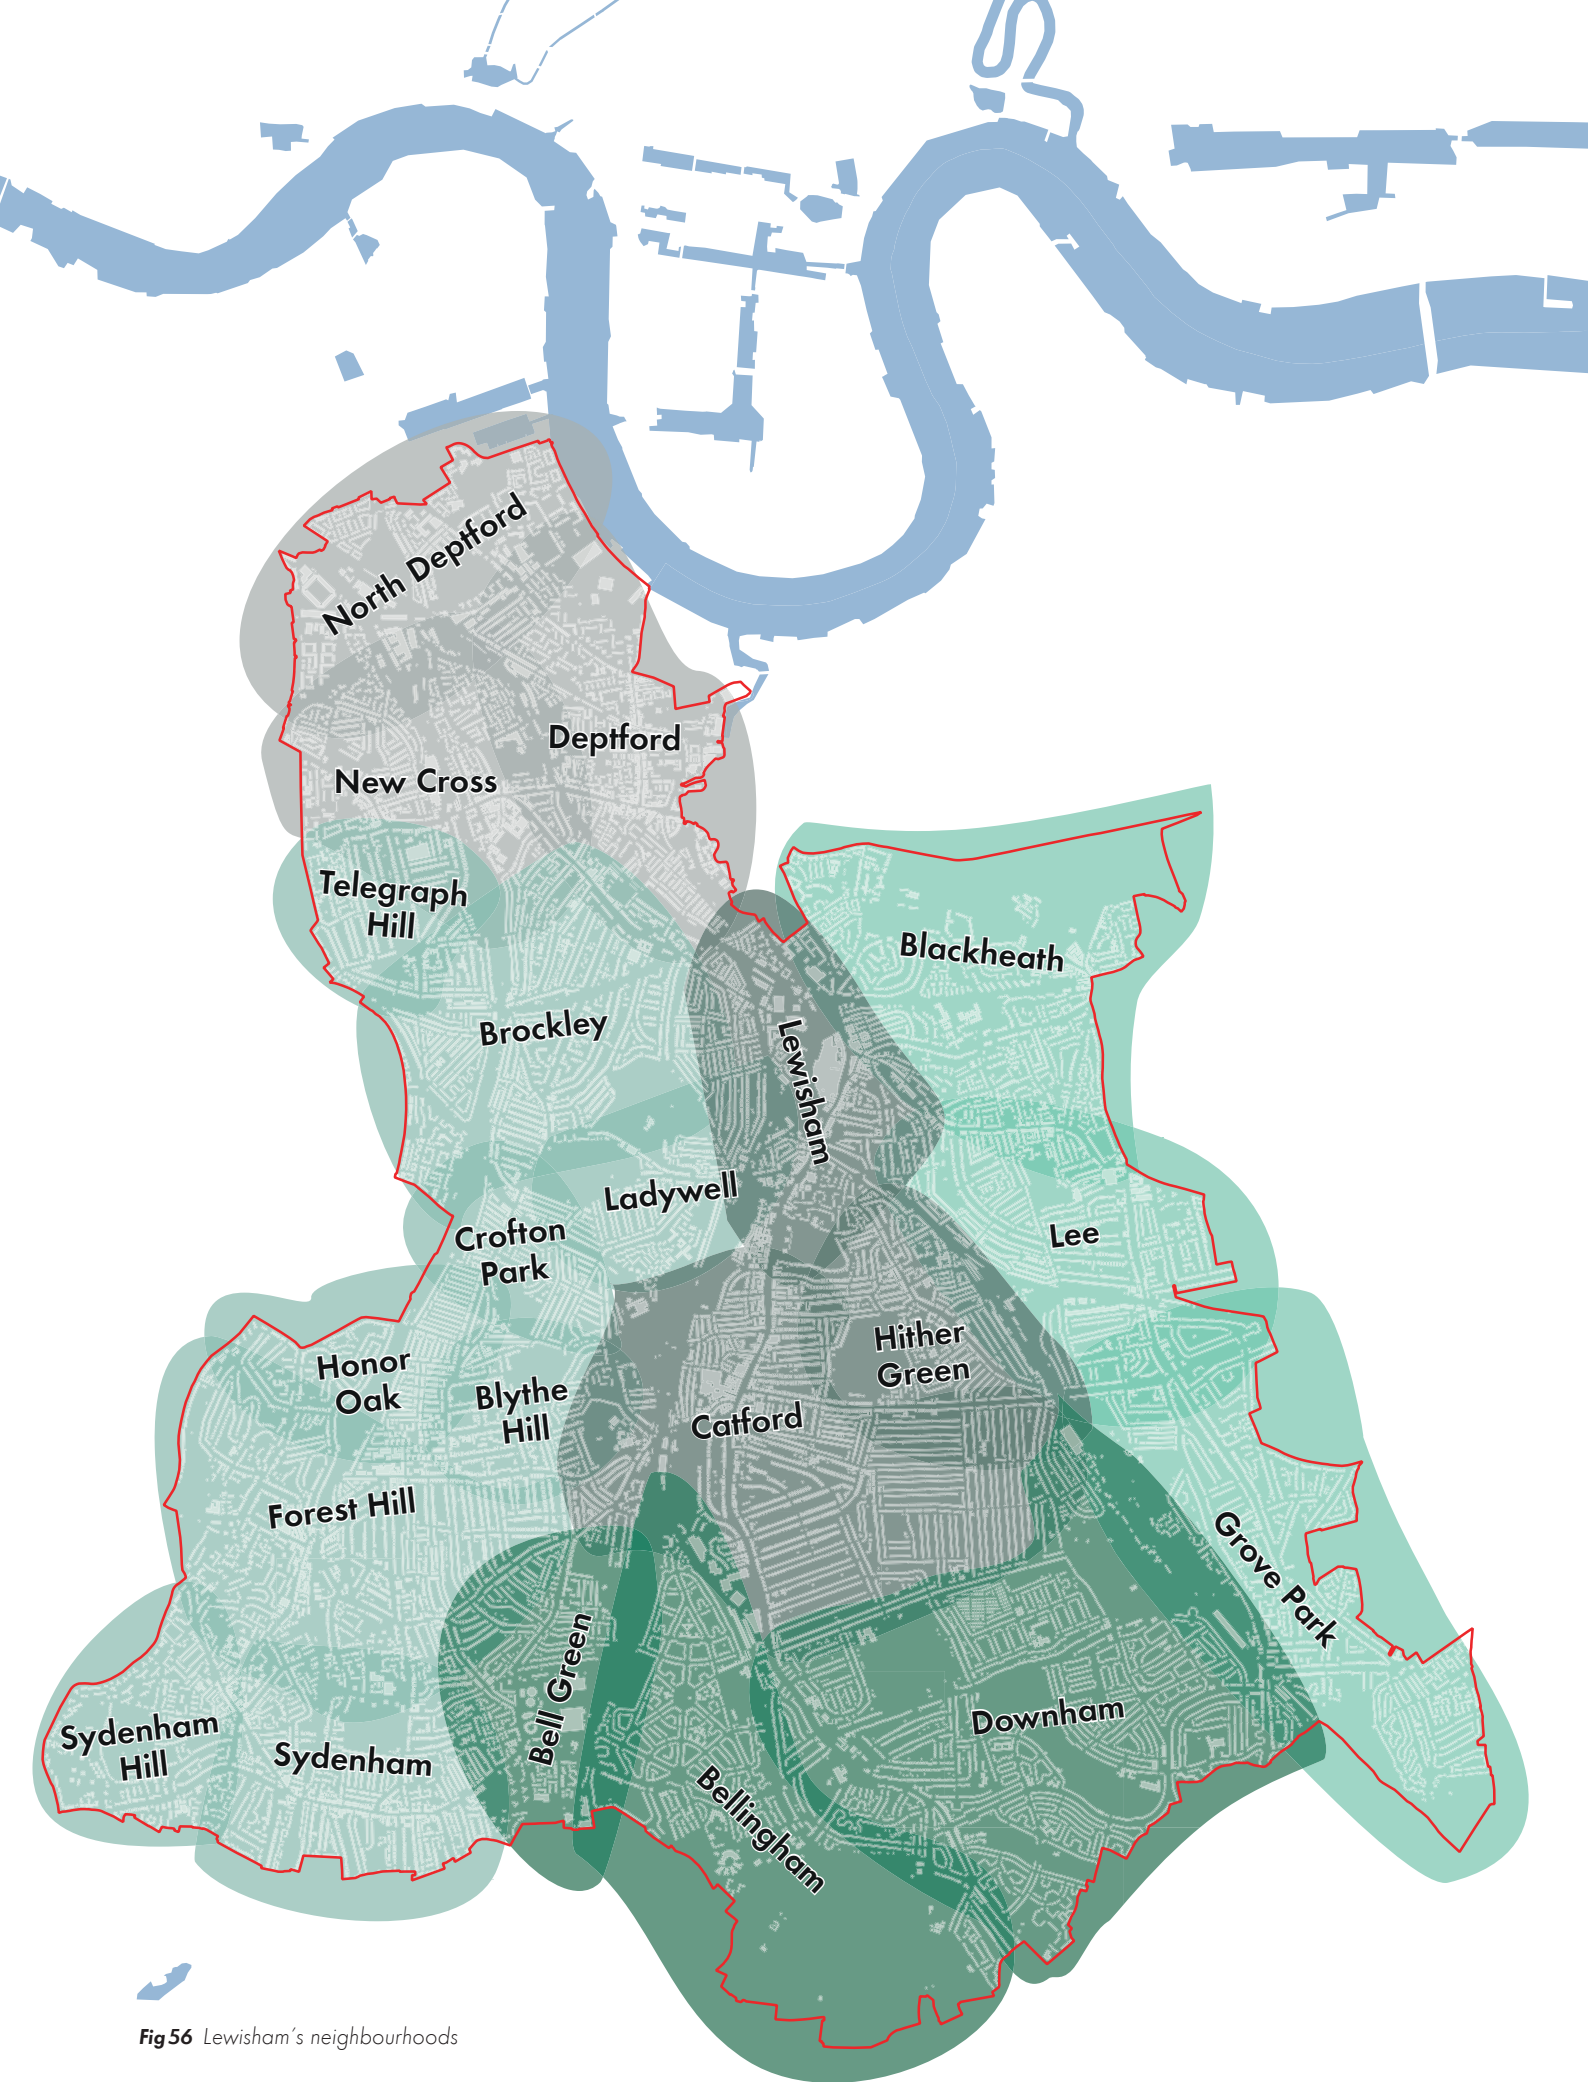 North Deptford
Deptford
New Cross
Telegraph
Hill
Blackheath
Brockley
Lewisham
Ladywell
Crofton
Park
Lee
Hither
Green
Honor
Oak
Blythe
Hill
Catford
Forest Hill
Grove Park
Bell Green
Downham
Sydenham
Hill
Sydenham
Bellingham
Fig 56 Lewisham's neighbourhoods